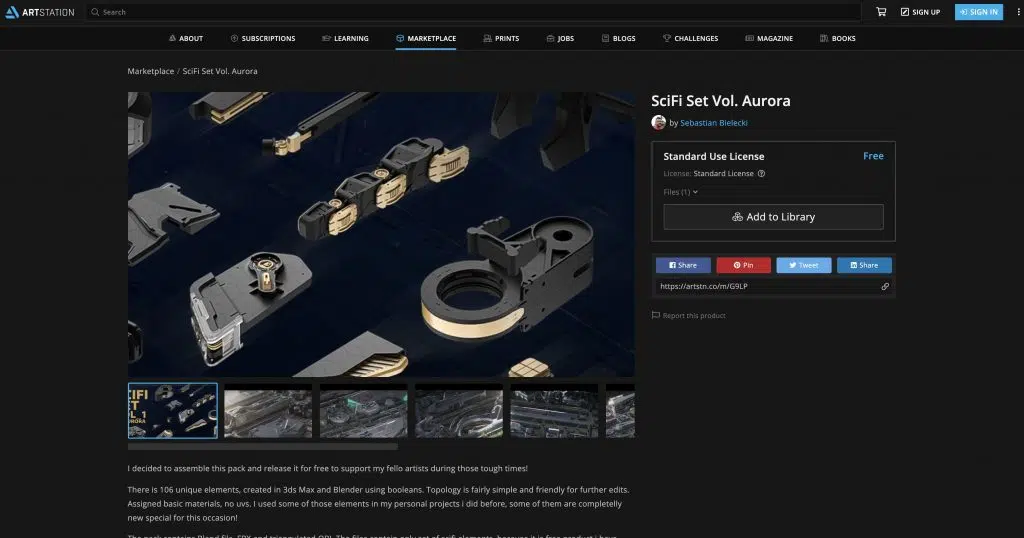 ARTSTATION
Search
SIGN UP
SIGN IN
ABOUT
SUBSCRIPTIONS
LEARNING
MARKETPLACE
PRINTS
JOBS
BLOGS
CHALLENGES
MAGAZINE
BOOKS
Marketplace / SciFi Set Vol. Aurora
SciFi Set Vol. Aurora
by Sebastian Bielecki
Standard Use License Free
License: Standard License
Files (1)
Add to Library
Share
Pin
Tweet
Share
https://artstn.co/m/G9LP
Report this product
I decided to assemble this pack and release it for free to support my fello artists during those tough times!
There is 106 unique elements, created in 3ds Max and Blender using booleans. Topology is fairly simple and friendly for further edits.
Assigned basic materials, no uvs. I used some of those elements in my personal projects i did before, some of them are completelly
new special for this occasion!